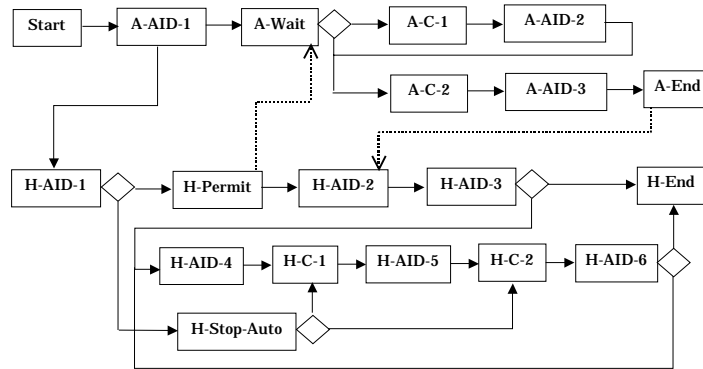 Start
A-AID-1
A-Wait
A-C-1
A-AID-2
A-C-2
A-AID-3
A-End
H-AID-1
H-Permit
H-AID-2
H-AID-3
H-End
H-AID-4
H-C-1
H-AID-5
H-C-2
H-AID-6
H-Stop-Auto